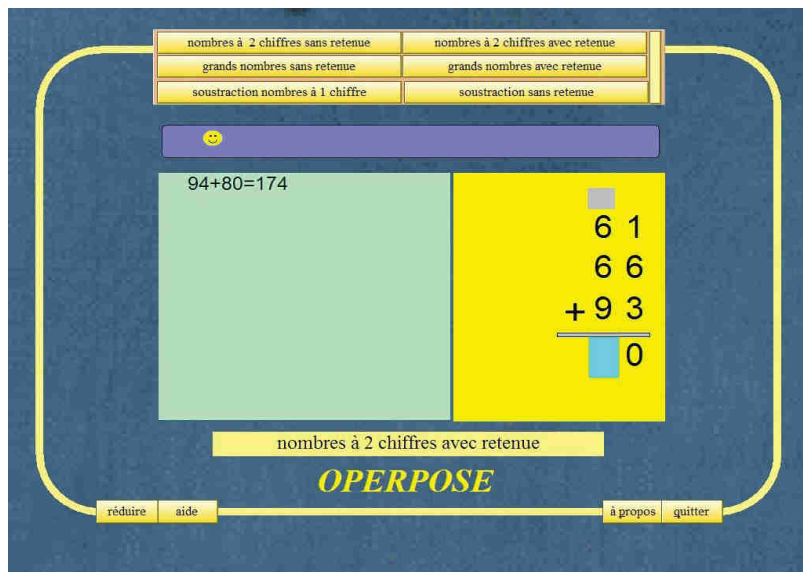 nombres à 2 chiffres sans retenue
nombres à 2 chiffres avec retenue
grands nombres sans retenue
grands nombres avec retenue
soustraction nombres à 1 chiffre
soustraction sans retenue
94+80=174
6 1
6 6
+ 9 3
0
nombres à 2 chiffres avec retenue
OPERPOSE
réduire
aide
à propos
quitter